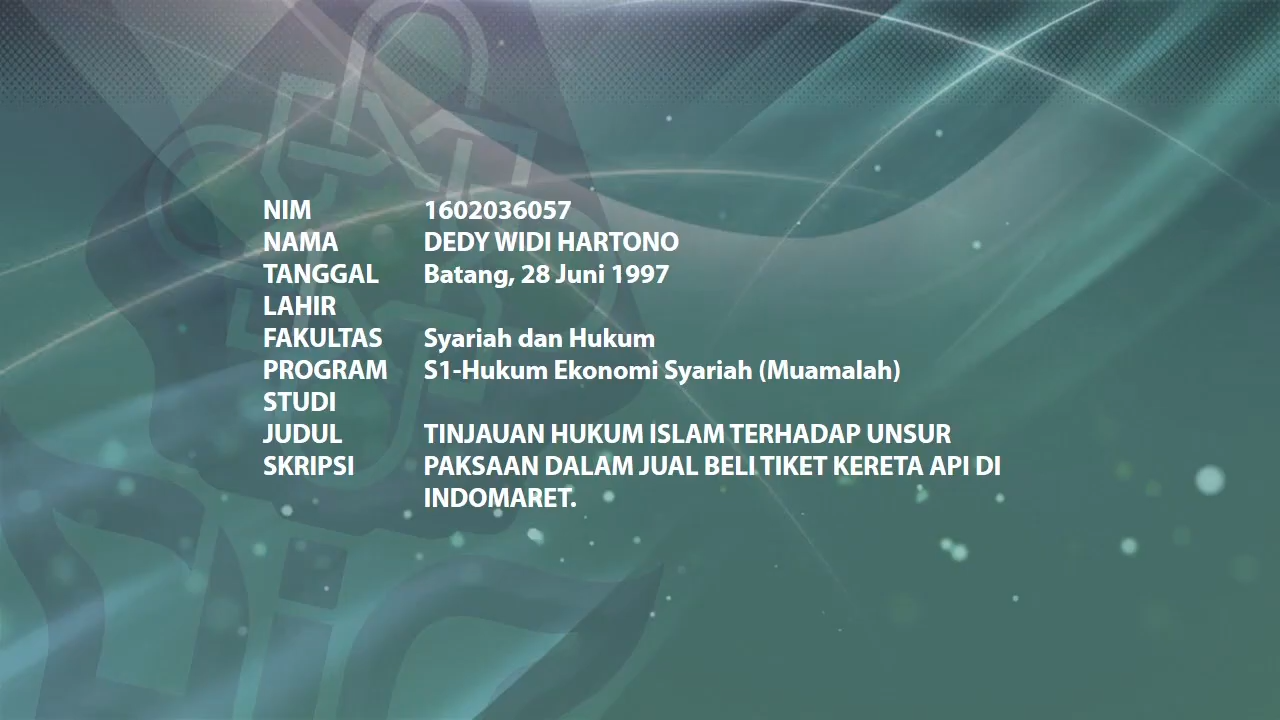 NIM 1602036057
NAMA DEDY WIDI HARTONO
TANGGAL Batang, 28 Juni 1997
LAHIR
FAKULTAS Syariah dan Hukum
PROGRAM S1-Hukum Ekonomi Syariah (Muamalah)
STUDI
JUDUL TINJAUAN HUKUM ISLAM TERHADAP UNSUR
SKRIPSI PAKSAAN DALAM JUAL BELI TIKET KERETA API DI
INDOMARET.